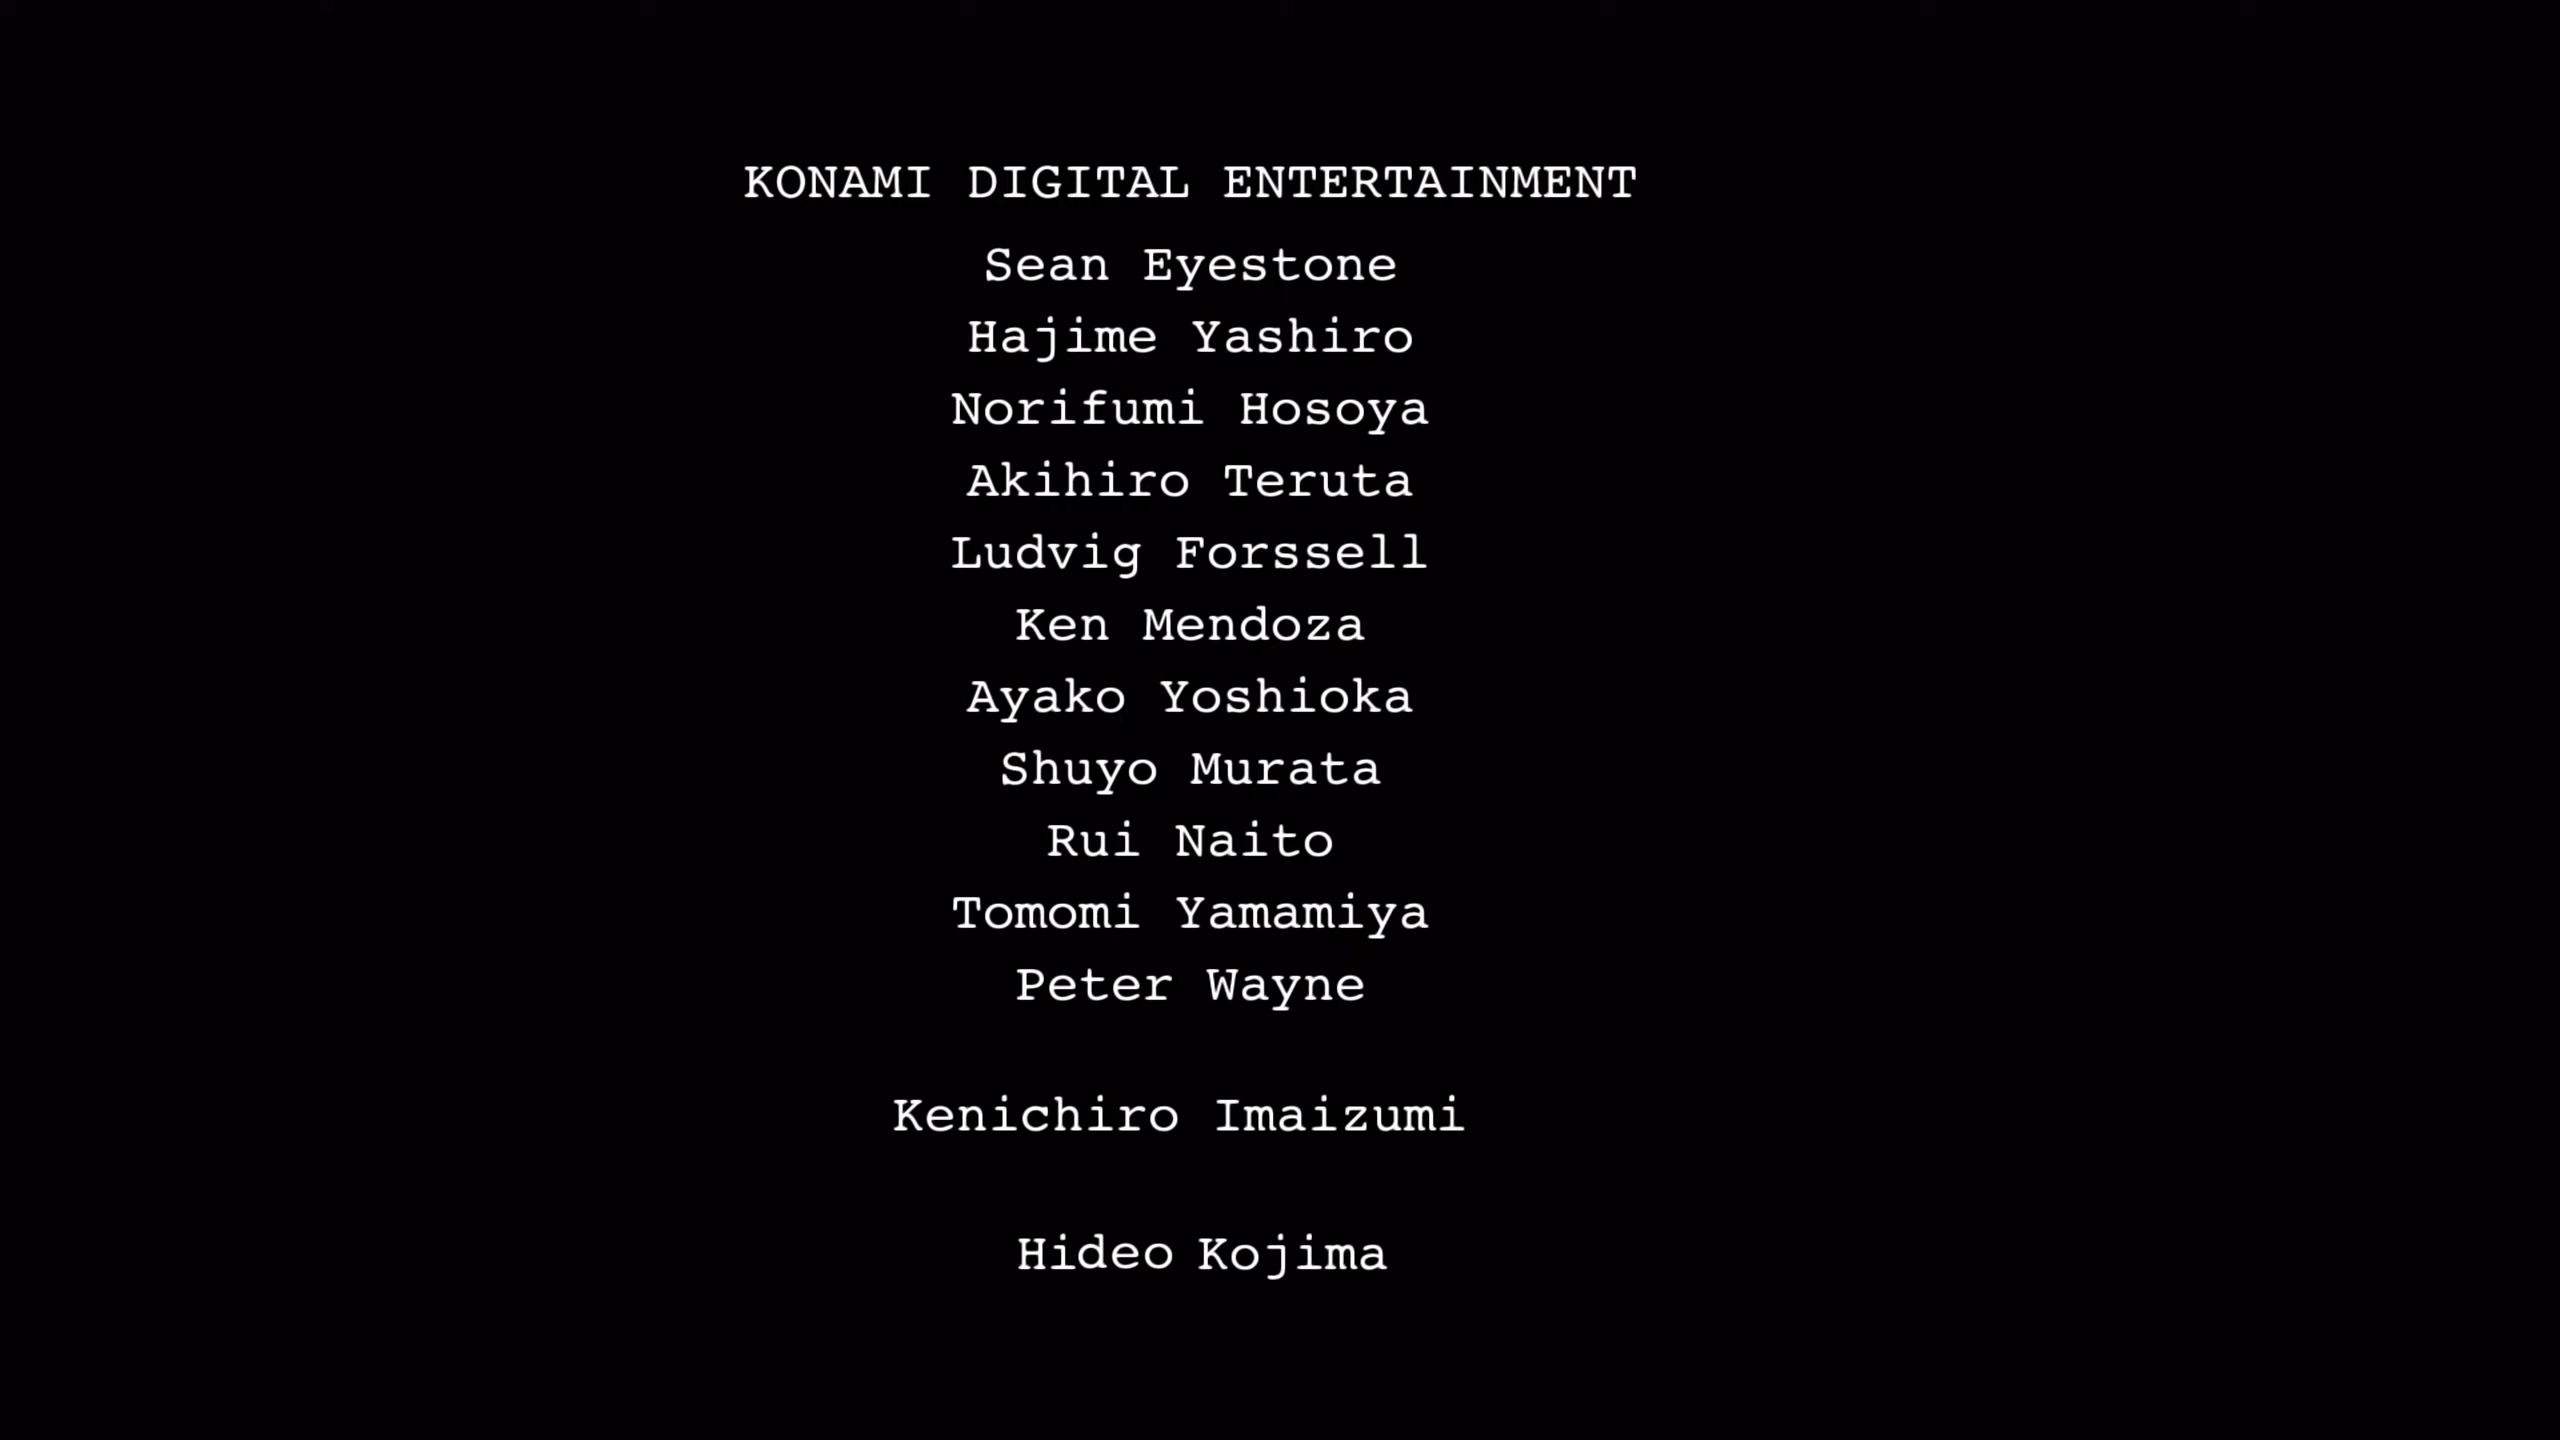 KONAMI DIGITAL ENTERTAINMENT
Sean Eyestone
Hajime Yashiro
Norifumi Hosoya
Akihiro Teruta
Ludvig Forssell
Ken Mendoza
Ayako Yoshioka
Shuyo Murata
Rui Naito
Tomomi Yamamiya
Peter Wayne
Kenichiro Imaizumi
Hideo Kojima